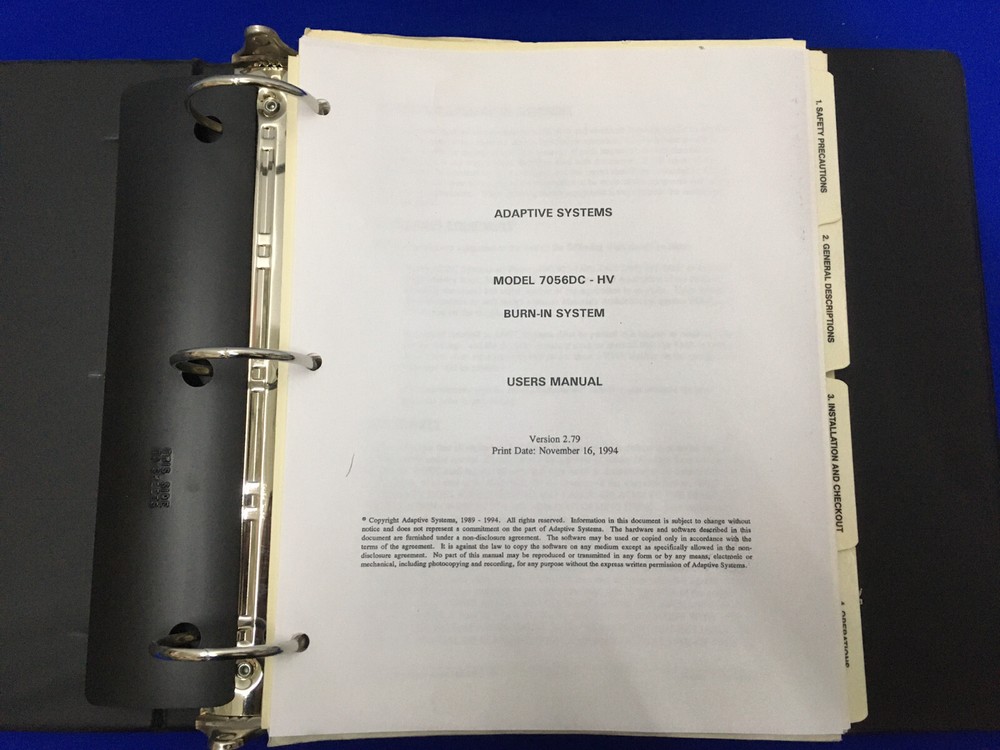 ADAPTIVE SYSTEMS
MODEL 7056DC - HV
BURN-IN SYSTEM
USERS MANUAL
Version 2.79
Print Date: November 16, 1994
© Copyright Adaptive Systems, 1989 - 1994. All rights reserved. Information in this document is subject to change without
notice and does not represent a commitment on the part of Adaptive Systems. The hardware and software described in this
document are furnished under a non-disclosure agreement. The software may be used or copied only in accordance with the
terms of the agreement. It is against the law to copy the software on any medium except as specifically allowed in the non-
disclosure agreement. No part of this manual may be reproduced or transmitted in any form or by any means, electronic or
mechanical, including photocopying and recording, for any purpose without the express written permission of Adaptive Systems.
1. SAFETY PRECAUTIONS
2. GENERAL DESCRIPTIONS
3. INSTALLATION AND CHECKOUT
4. OPERATIONS